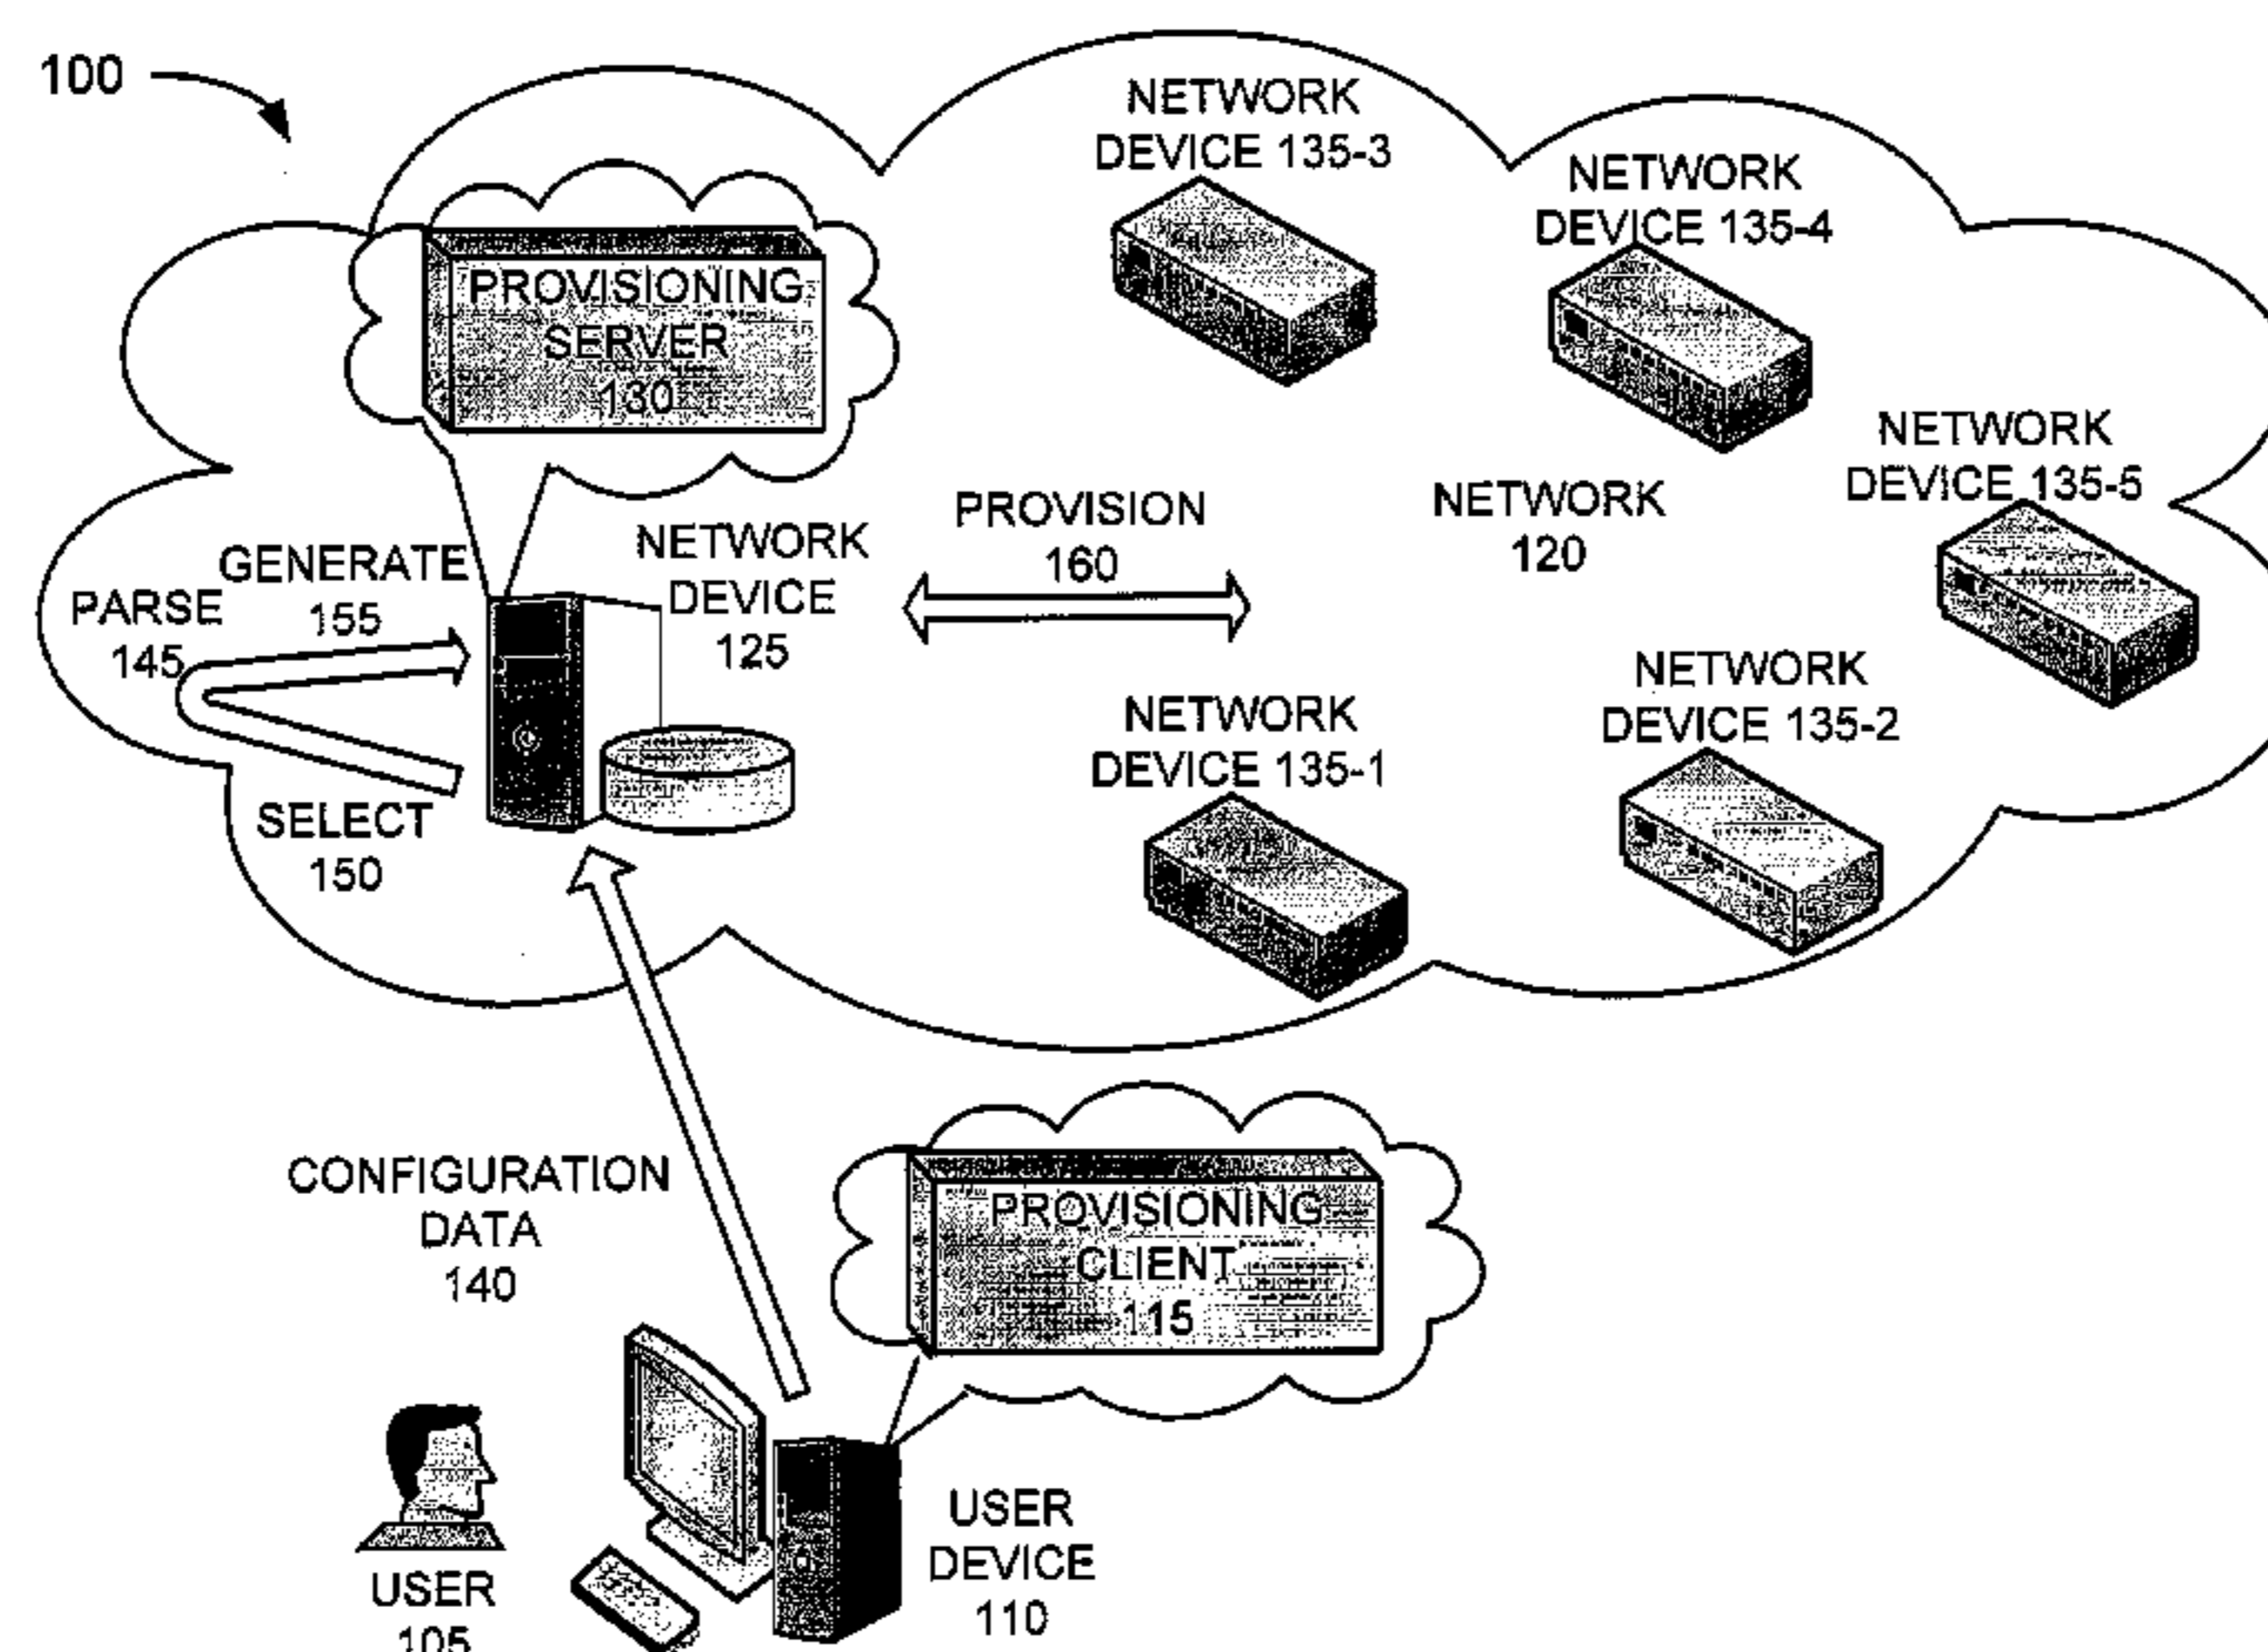 100
NETWORK
DEVICE 135-3
NETWORK
DEVICE 135-4
PROVISIONING
SERVER
130
NETWORK
DEVICE 135-5
PROVISION
160
NETWORK
120
GENERATE
155
NETWORK
DEVICE
125
PARSE
145
NETWORK
DEVICE 135-2
NETWORK
DEVICE 135-1
SELECT
150
CONFIGURATION
DATA
140
PROVISIONING
CLIENT
115
USER
DEVICE
110
USER
105